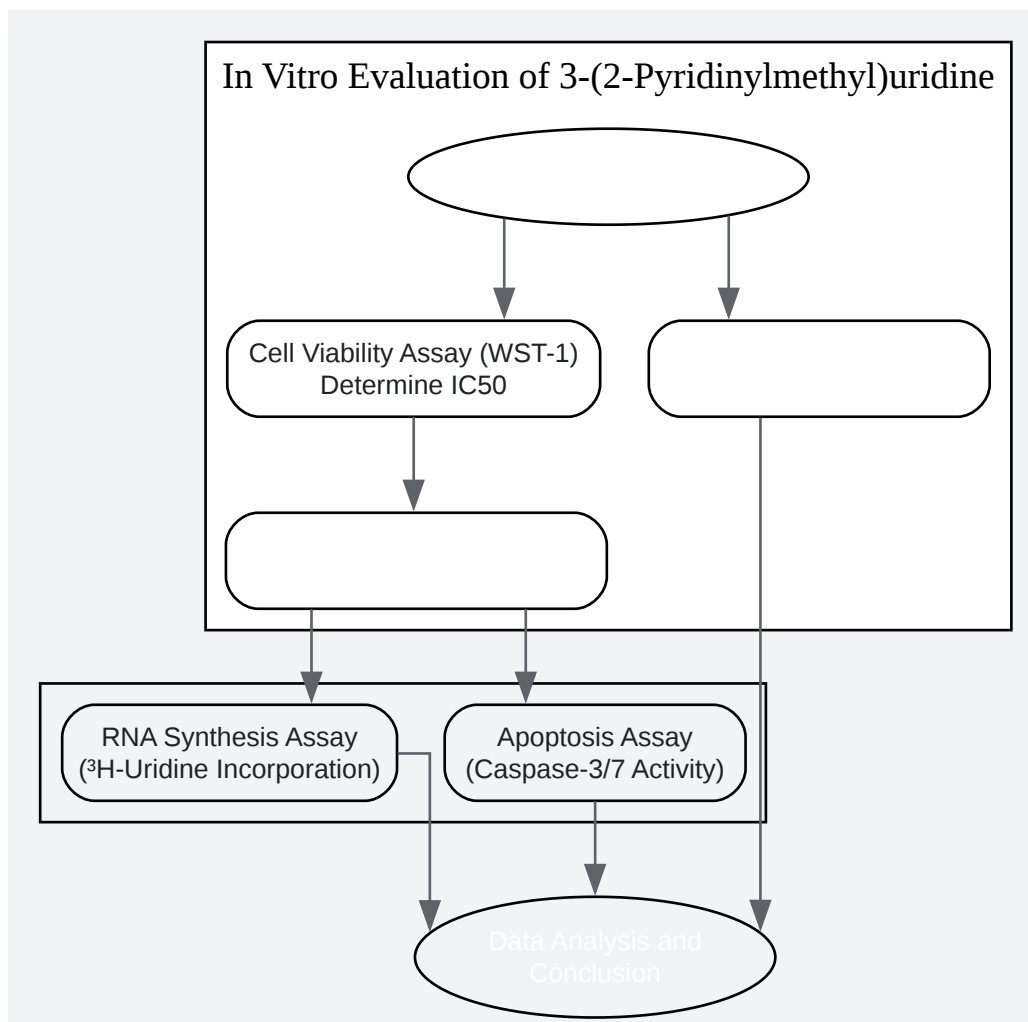 In Vitro Evaluation of 3-(2-Pyridinylmethyl)uridine
Cell Viability Assay (WST-1)
Determine IC50
RNA Synthesis Assay
(³H-Uridine Incorporation)
Apoptosis Assay
(Caspase-3/7 Activity)
Data Analysis and
Conclusion